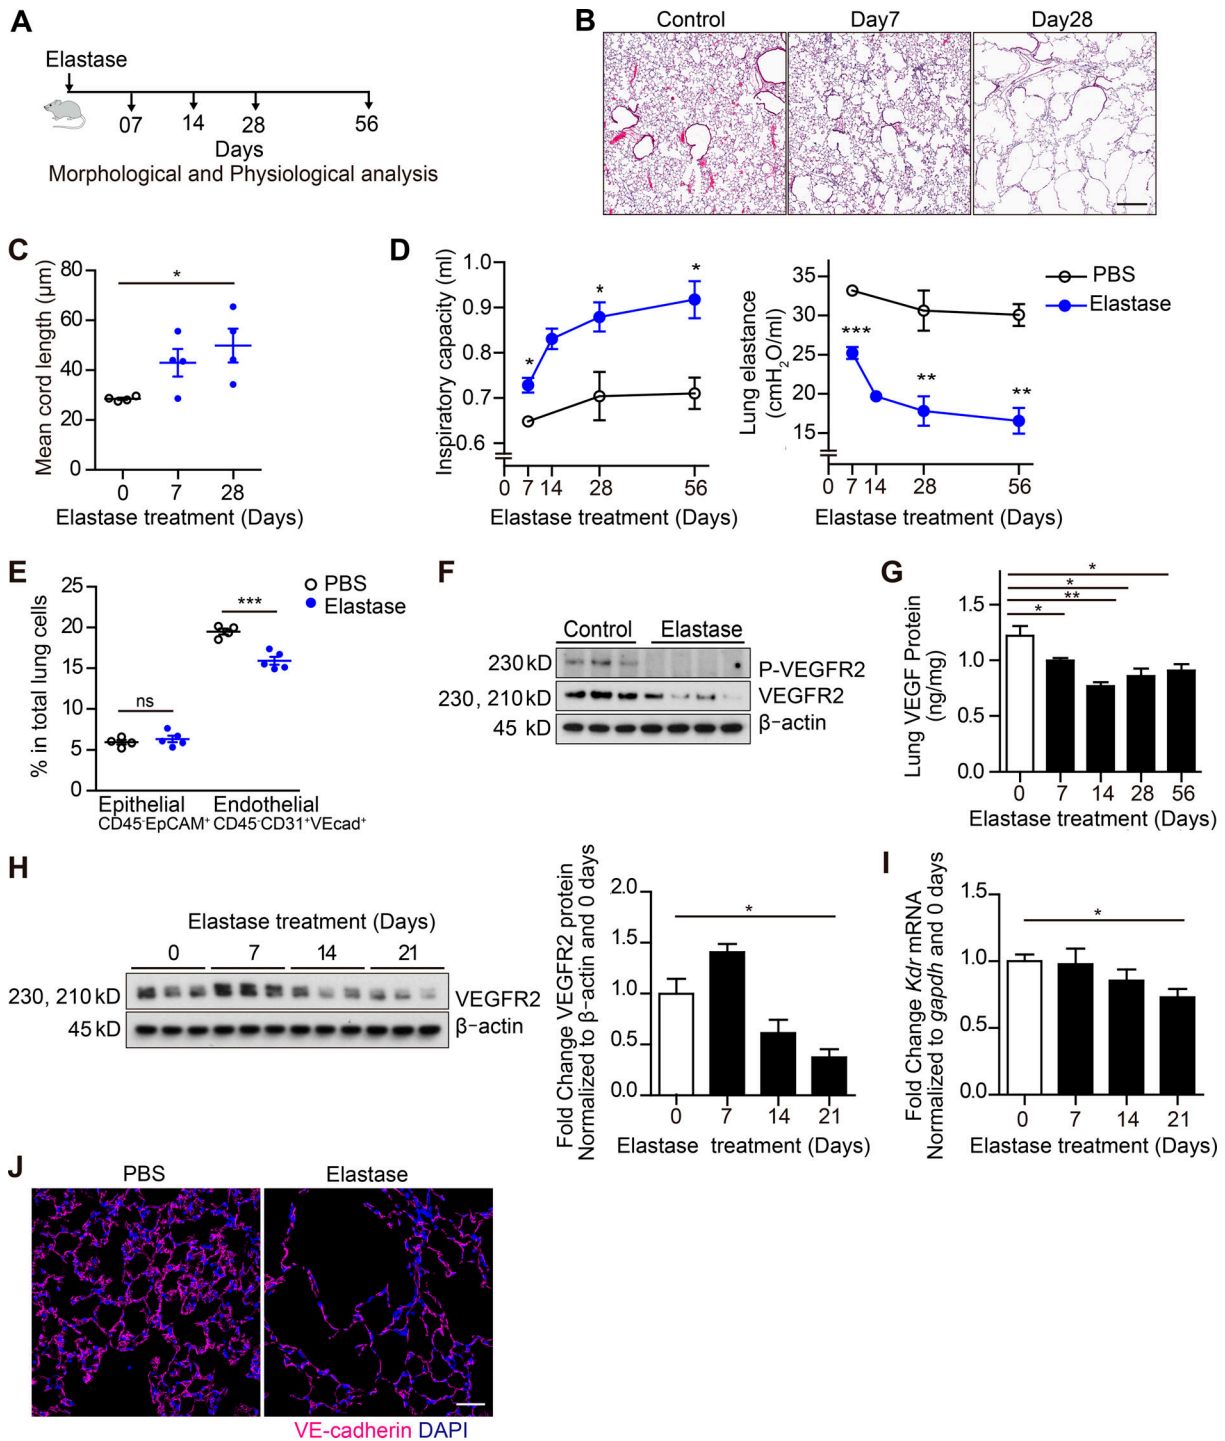 A
Elastase
07 14 28 56
Days
Morphological and Physiological analysis
B
Control Day7 Day28
C
Mean cord length (μm)
80
60
40
20
0
*
0 7 28
Elastase treatment (Days)
D
Inspiratory capacity (ml)
1.0
0.9
0.8
0.7
0.6
* * *
0 7 14 28 56
Elastase treatment (Days)
Lung elastance
(cmH2O/ml)
35
30
25
20
15
*** ** **
0 7 14 28 56
Elastase treatment (Days)
PBS
Elastase
E
% in total lung cells
25
20
15
10
5
0
ns
***
PBS
Elastase
Epithelial Endothelial
CD45-EpCAM+ CD45-CD31+VEcad+
F
Control Elastase
230 kD P-VEGFR2
230, 210 kD VEGFR2
45 kD β-actin
G
Lung VEGF Protein
(ng/mg)
1.5
1.0
0.5
0.0
*
*
**
*
0 7 14 28 56
Elastase treatment (Days)
H
Elastase treatment (Days)
0 7 14 21
230, 210 kD VEGFR2
45 kD β-actin
Fold Change VEGFR2 protein
Normalized to β-actin and 0 days
2.0
1.5
1.0
0.5
0.0
*
0 7 14 21
Elastase treatment (Days)
I
Fold Change Kdr mRNA
Normalized to gapdh and 0 days
1.5
1.0
0.5
0.0
*
0 7 14 21
Elastase treatment (Days)
J
PBS Elastase
VE-cadherin DAPI